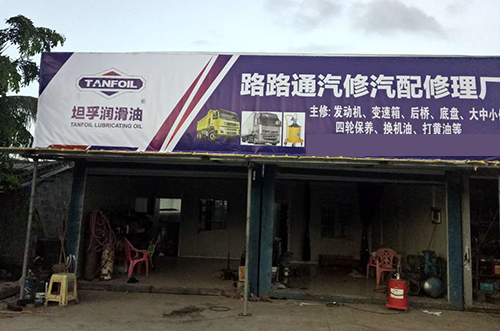 TANFOIL
坦孚润滑油
TANFOIL LUBRICATING OIL
路路通汽修汽配修理厂
主修:发动机、变速箱、后桥、底盘、大中小
四轮保养、换机油、打黄油等